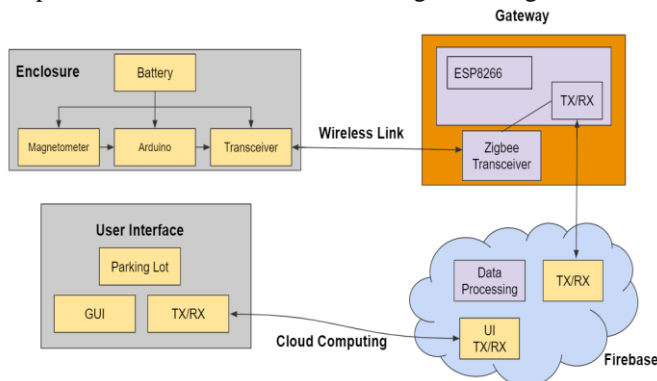 Gateway
Enclosure
Battery
Magnetometer
Arduino
Transceiver
Wireless Link
ESP8266
TX/RX
Zigbee
Transceiver
User Interface
Parking Lot
GUI
TX/RX
Cloud Computing
Data
Processing
TX/RX
UI
TX/RX
Firebase